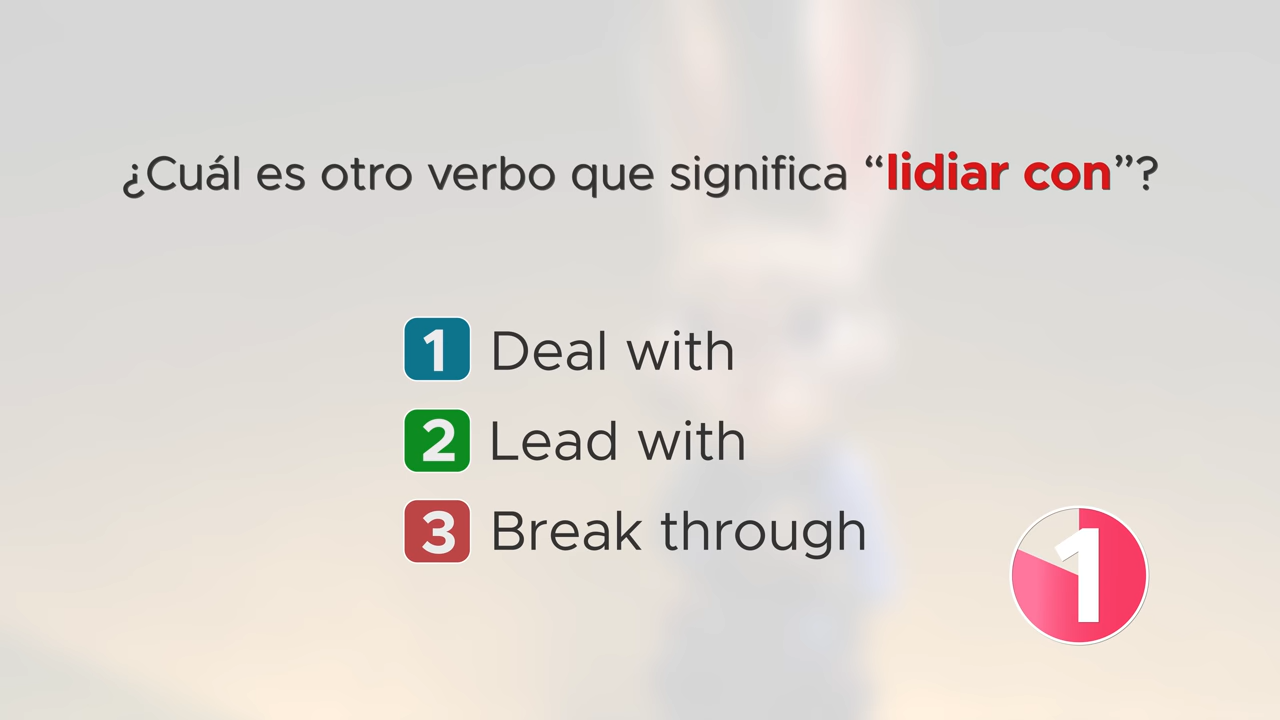 ¿Cuál es otro verbo que significa “lidiar con”?
1 Deal with
2 Lead with
3 Break through
1